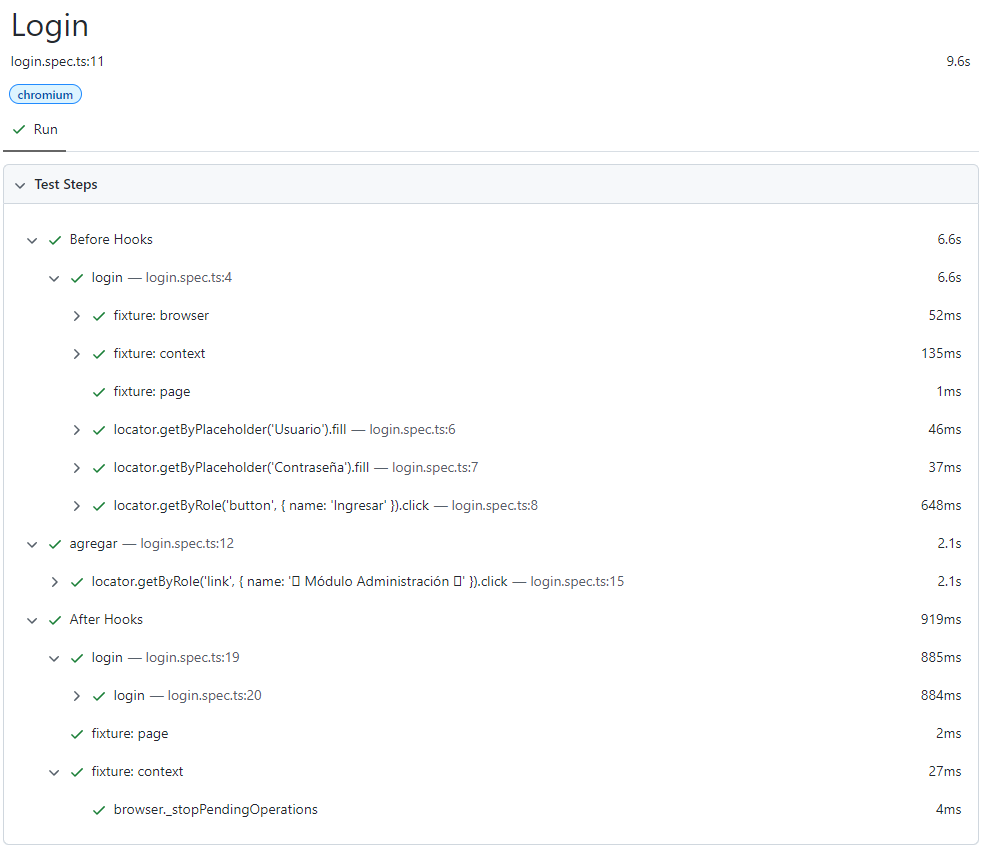 Login
login.spec.ts:11 9.6s
chromium
Run
Test Steps
Before Hooks 6.6s
login — login.spec.ts:4 6.6s
fixture: browser 52ms
fixture: context 135ms
fixture: page 1ms
locator.getByPlaceholder('Usuario').fill — login.spec.ts:6 46ms
locator.getByPlaceholder('Contraseña').fill — login.spec.ts:7 37ms
locator.getByRole('button', { name: 'Ingresar' }).click — login.spec.ts:8 648ms
agregar — login.spec.ts:12 2.1s
locator.getByRole('link', { name: '▯ Módulo Administración ▯' }).click — login.spec.ts:15 2.1s
After Hooks 919ms
login — login.spec.ts:19 885ms
login — login.spec.ts:20 884ms
fixture: page 2ms
fixture: context 27ms
browser._stopPendingOperations 4ms